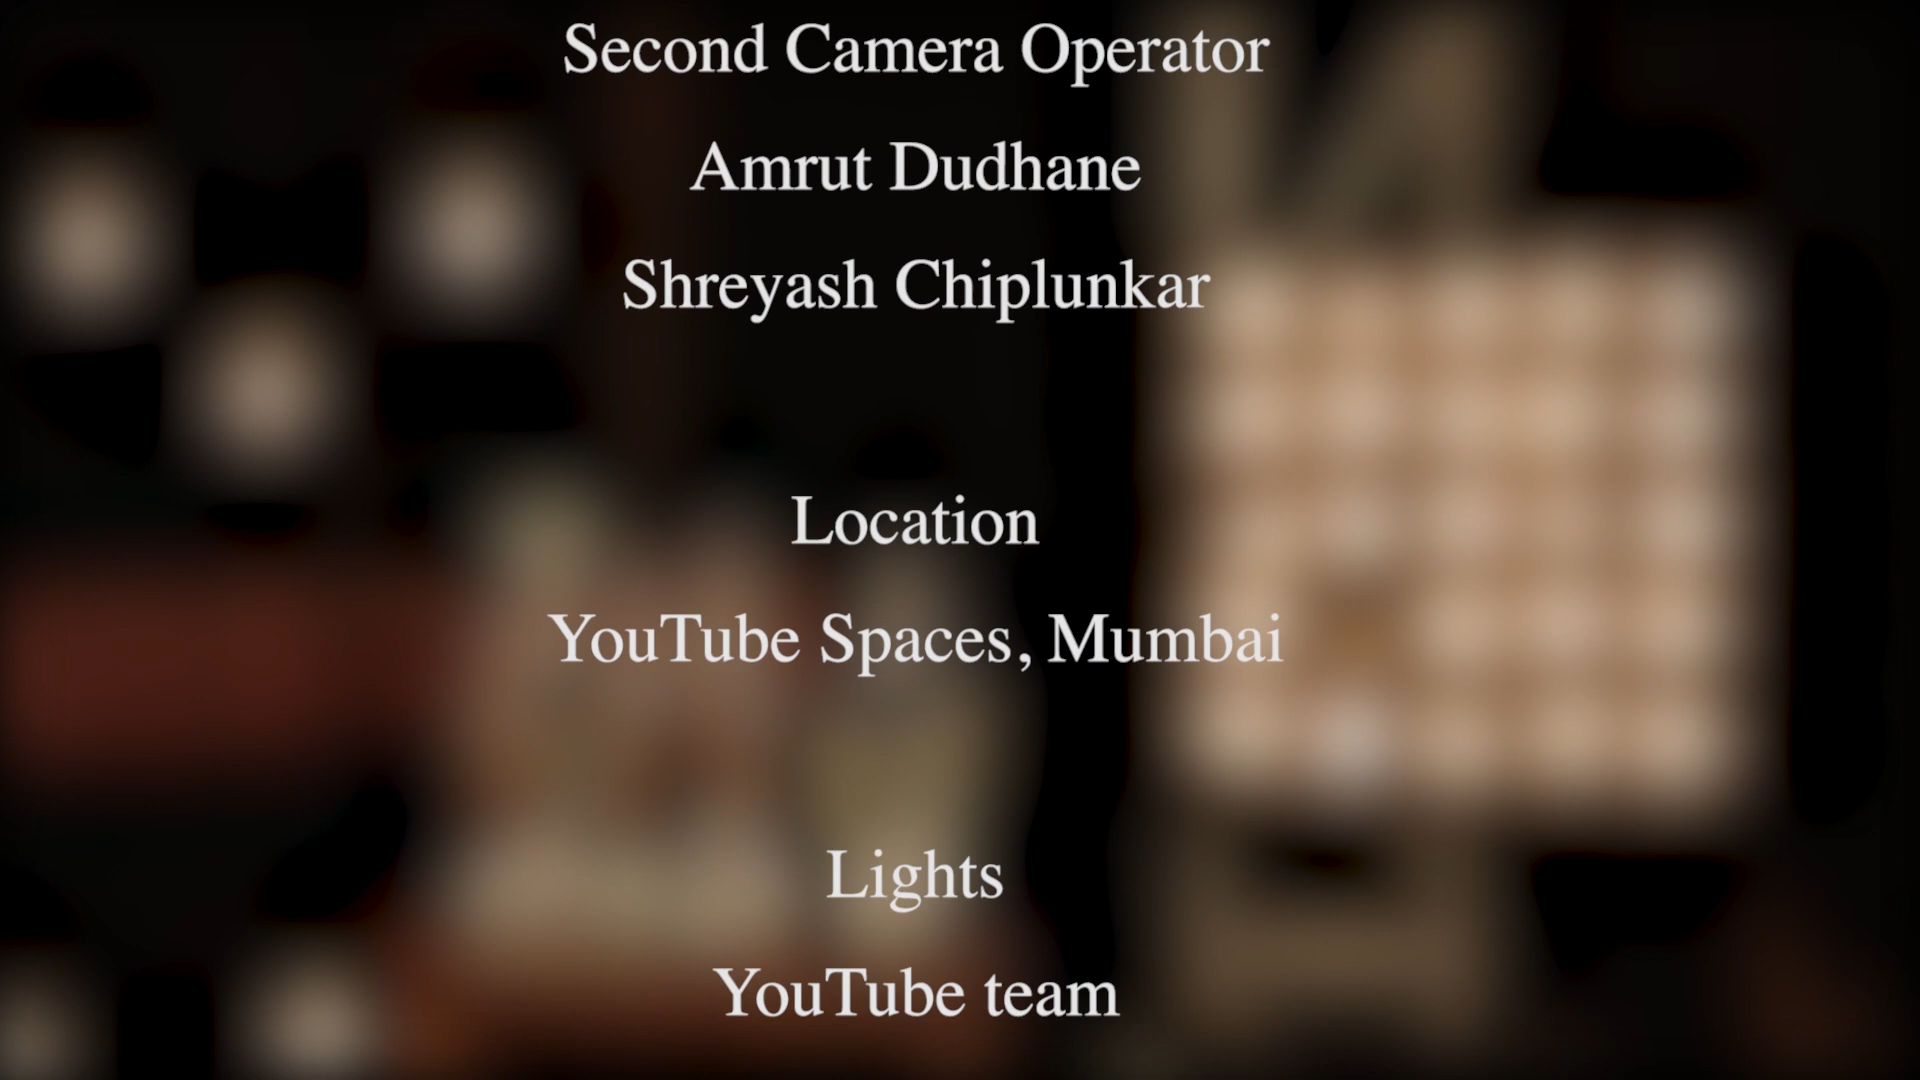 Second Camera Operator
Amrut Dudhane
Shreyash Chiplunkar
Location
YouTube Spaces, Mumbai
Lights
YouTube team